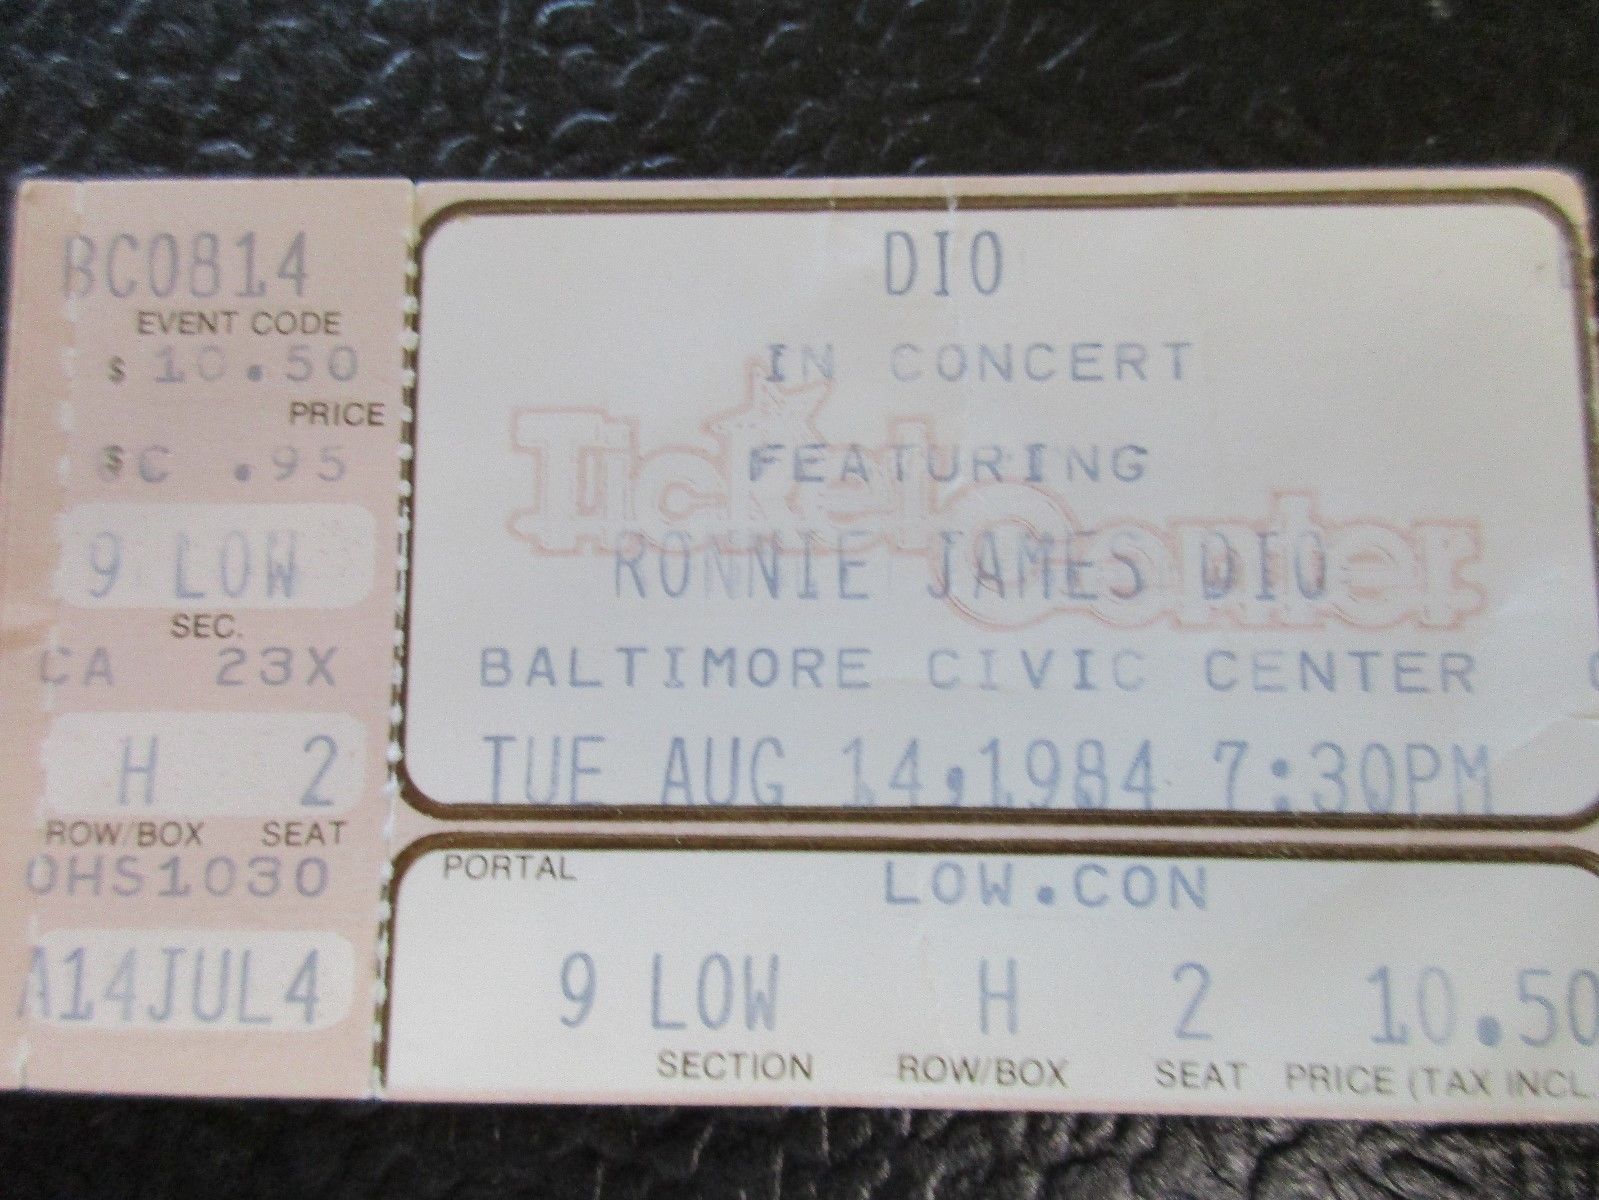 BC0814
EVENT CODE
$ 10.50
PRICE
$C .95
9 LOW
SEC.
CA 23X
H 2
ROW/BOX SEAT
OHS1030
A14JUL4
DIO
IN CONCERT
Ticket Center
FEATURING
RONNIE JAMES DIO
BALTIMORE CIVIC CENTER
TUE AUG 14,1984 7:30PM
PORTAL
LOW.CON
9 LOW H 2 10.50
SECTION ROW/BOX SEAT PRICE (TAX INCL.